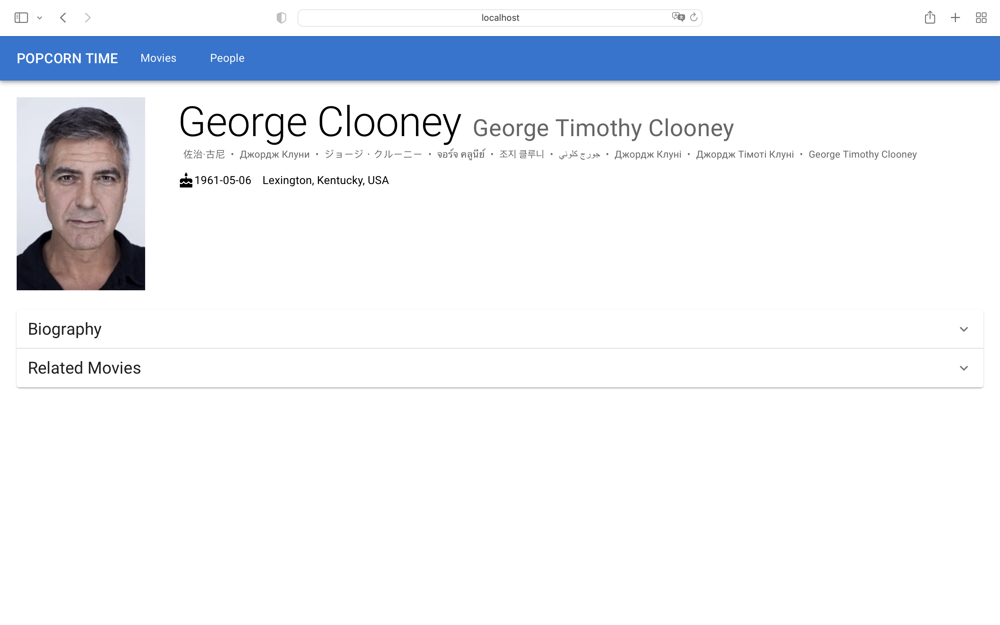 localhost
POPCORN TIME Movies People
George Clooney George Timothy Clooney
佐治·古尼 • Джордж Клуни • ジョージ・クルーニー • จอร์จ คลูนีย์ • 조지 클루니 • جورج كلوني • Джордж Клуні • Джордж Тімоті Клуні • George Timothy Clooney
1961-05-06 Lexington, Kentucky, USA
Biography
Related Movies